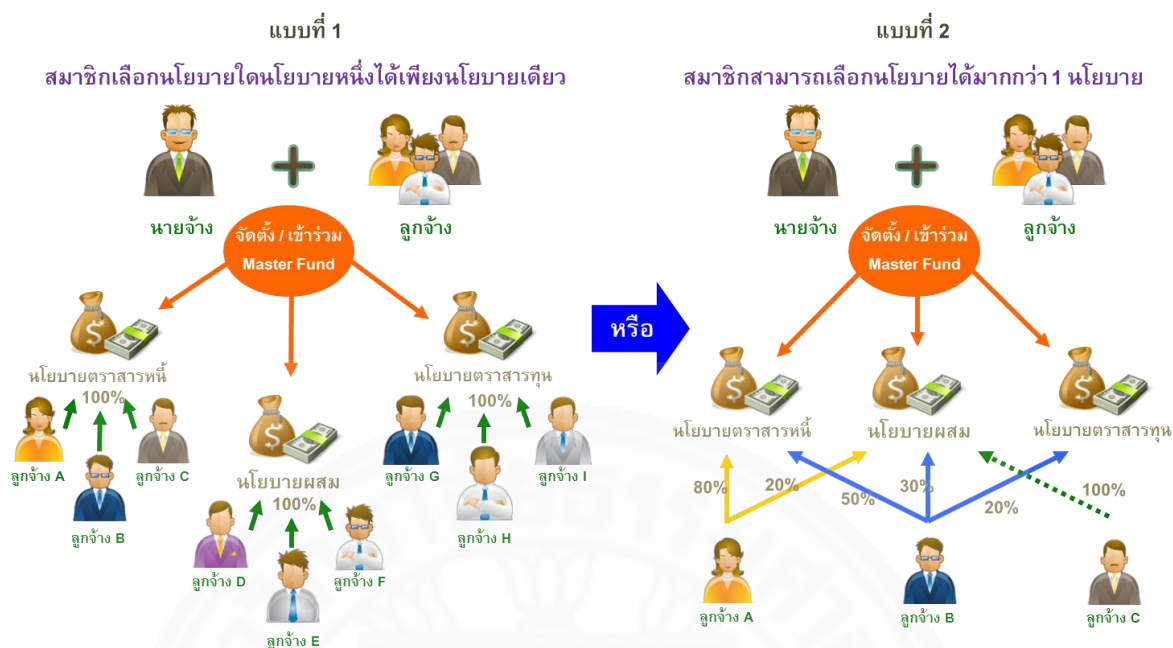 แบบที่ 1
สมาชิกเลือกนโยบายใดนโยบายหนึ่งได้เพียงนโยบายเดียว
นายจ้าง
ลูกจ้าง
จัดตั้ง / เข้าร่วม
Master Fund
นโยบายตราสารหนี้
100%
ลูกจ้าง A
ลูกจ้าง B
ลูกจ้าง C
นโยบายผสม
100%
ลูกจ้าง D
ลูกจ้าง E
ลูกจ้าง F
นโยบายตราสารทุน
100%
ลูกจ้าง G
ลูกจ้าง H
ลูกจ้าง I
หรือ
แบบที่ 2
สมาชิกสามารถเลือกนโยบายได้มากกว่า 1 นโยบาย
นายจ้าง
ลูกจ้าง
จัดตั้ง / เข้าร่วม
Master Fund
นโยบายตราสารหนี้
นโยบายผสม
นโยบายตราสารทุน
80%
20%
50%
30%
20%
100%
ลูกจ้าง A
ลูกจ้าง B
ลูกจ้าง C